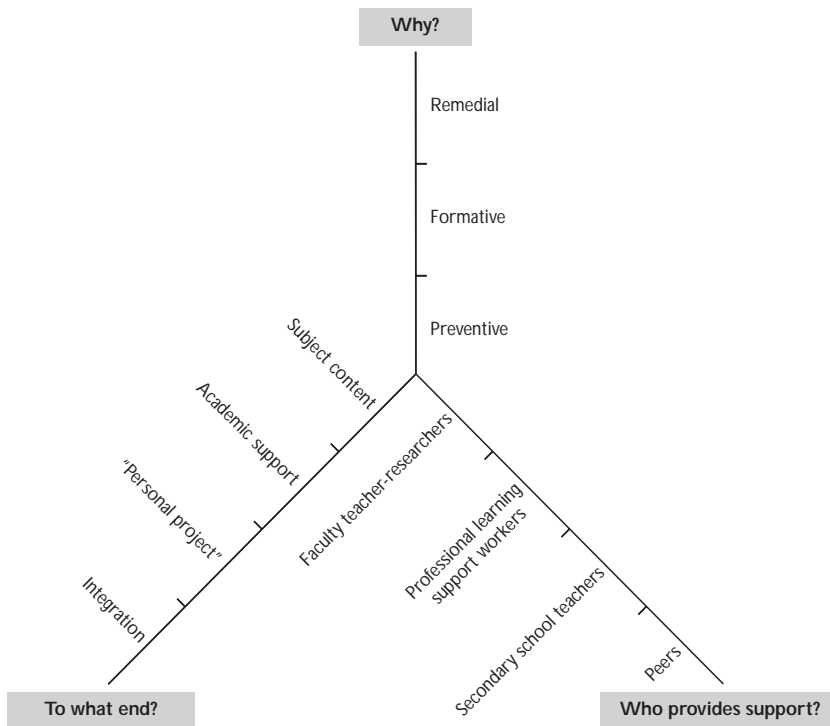 Why?
Remedial
Formative
Preventive
Subject content
Academic support
“Personal project”
Integration
Faculty teacher-researchers
Professional learning
support workers
Secondary school teachers
Peers
To what end?
Who provides support?